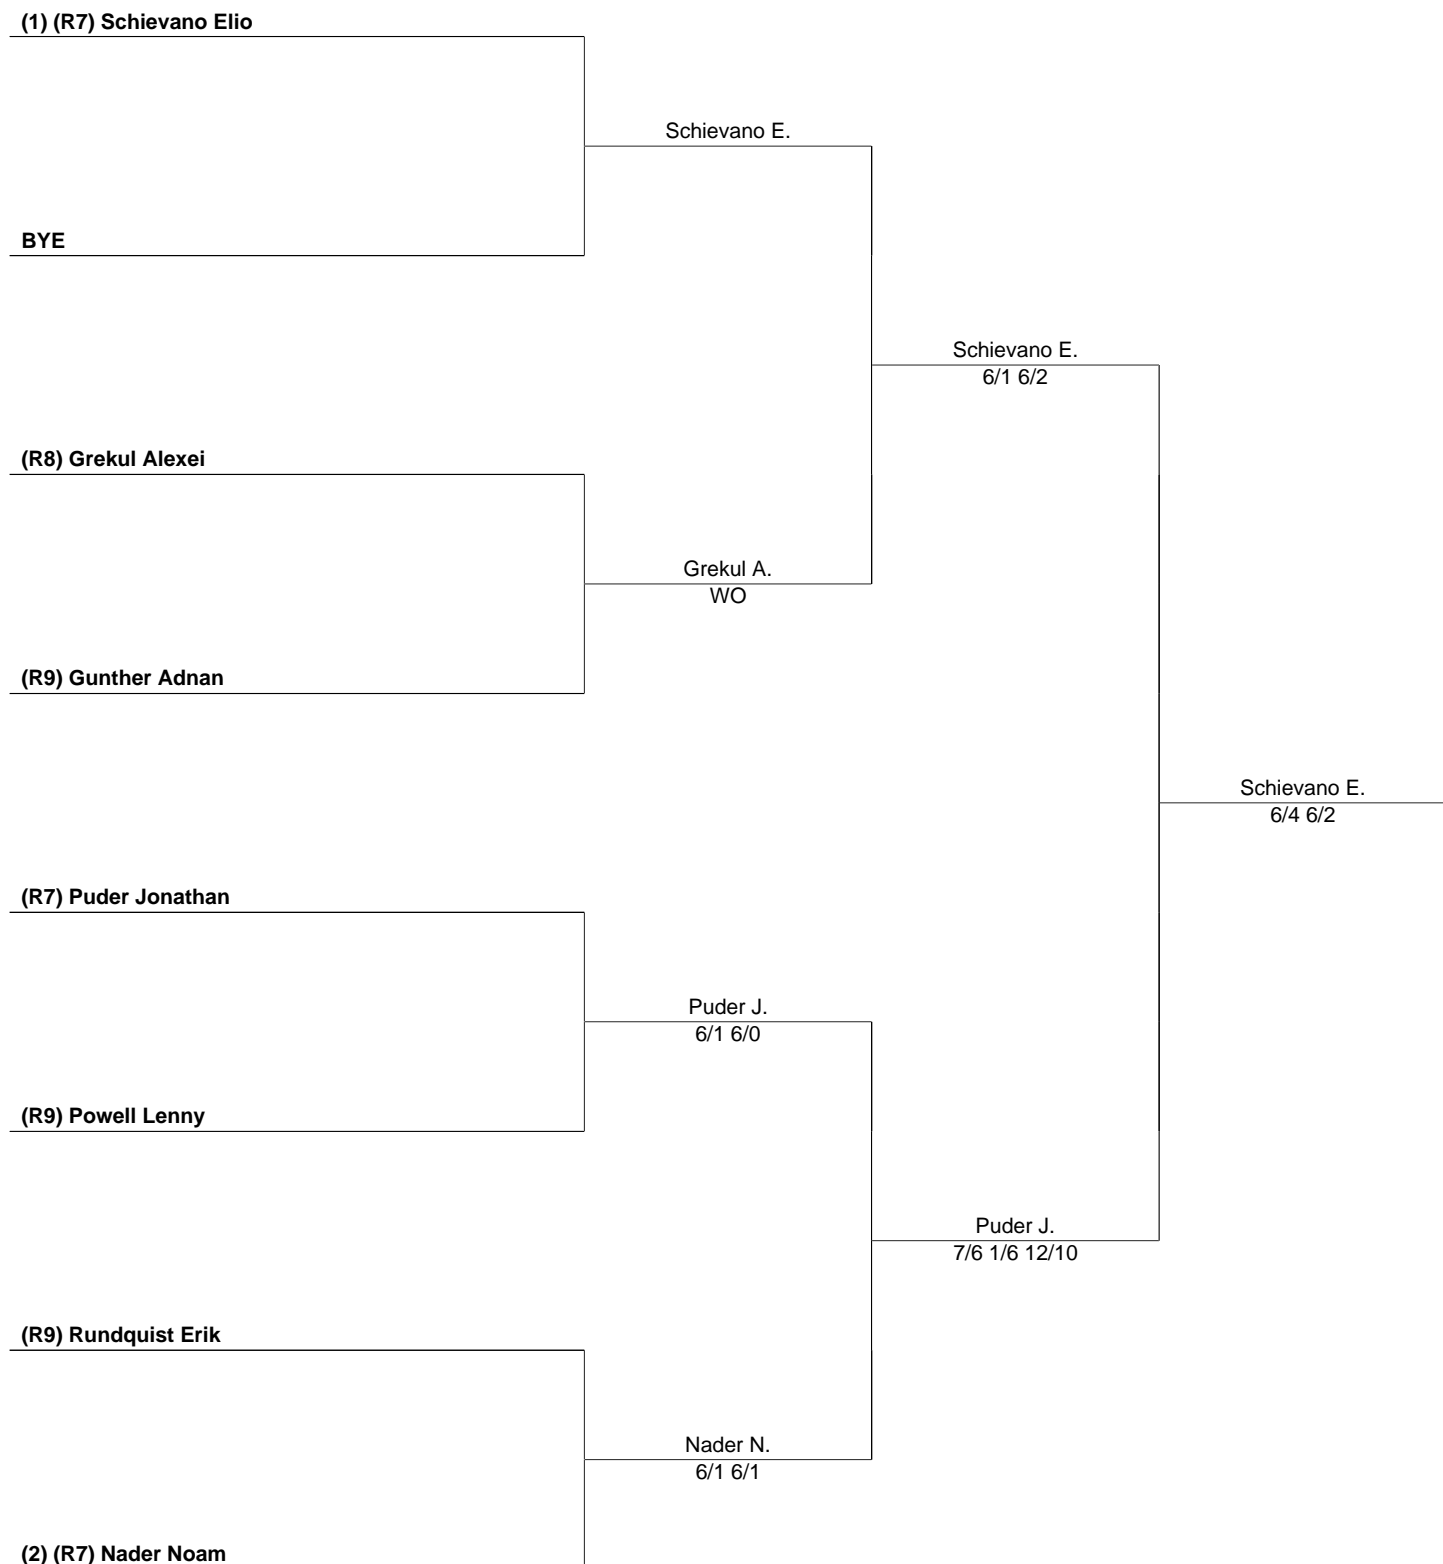 (1) (R7) Schievano Elio
Schievano E.
BYE
Schievano E.
6/1 6/2
(R8) Grekul Alexei
Grekul A.
WO
(R9) Gunther Adnan
Schievano E.
6/4 6/2
(R7) Puder Jonathan
Puder J.
6/1 6/0
(R9) Powell Lenny
Puder J.
7/6 1/6 12/10
(R9) Rundquist Erik
Nader N.
6/1 6/1
(2) (R7) Nader Noam